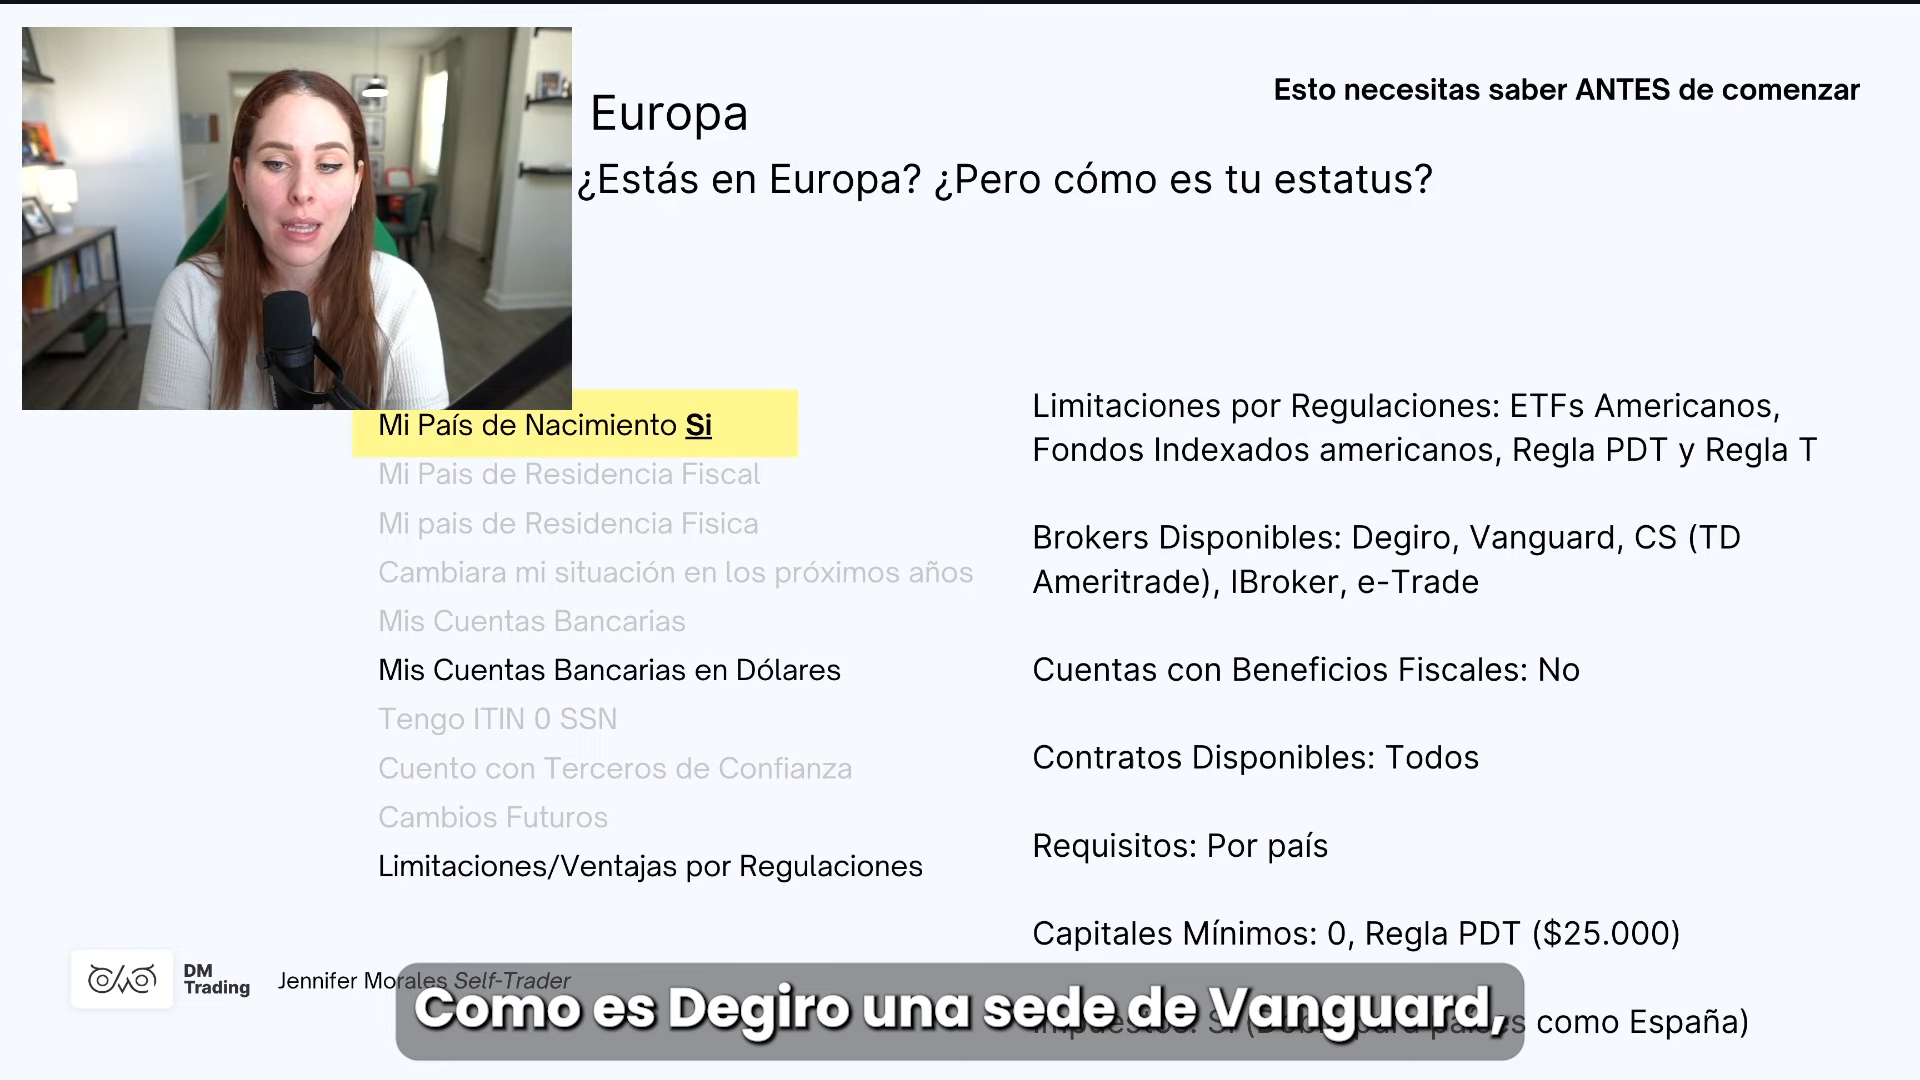 Esto necesitas saber ANTES de comenzar
Europa
¿Estás en Europa? ¿Pero cómo es tu estatus?
Mi País de Nacimiento Si
Mi Pais de Residencia Fiscal
Mi pais de Residencia Fisica
Cambiara mi situación en los próximos años
Mis Cuentas Bancarias
Mis Cuentas Bancarias en Dólares
Tengo ITIN 0 SSN
Cuento con Terceros de Confianza
Cambios Futuros
Limitaciones/Ventajas por Regulaciones
Limitaciones por Regulaciones: ETFs Americanos,
Fondos Indexados americanos, Regla PDT y Regla T
Brokers Disponibles: Degiro, Vanguard, CS (TD
Ameritrade), IBroker, e-Trade
Cuentas con Beneficios Fiscales: No
Contratos Disponibles: Todos
Requisitos: Por país
Capitales Mínimos: 0, Regla PDT ($25.000)
Impuestos: Si para países como España)
DM
Trading
Jennifer Morales Self-Trader
Como es Degiro una sede de Vanguard,